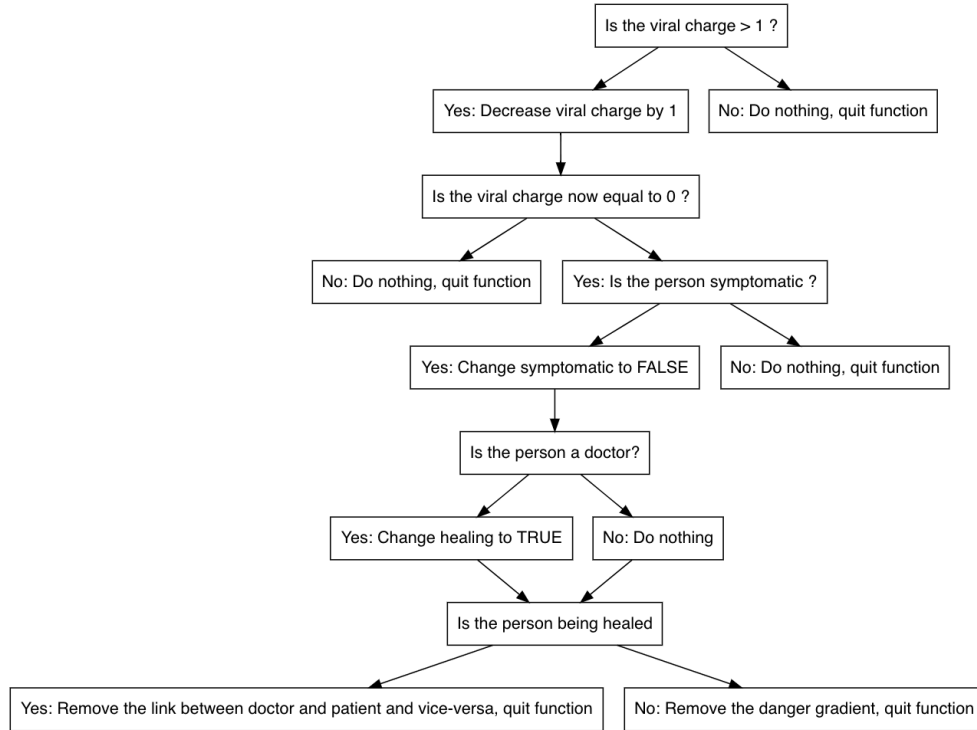 Is the viral charge > 1 ?
Yes: Decrease viral charge by 1
No: Do nothing, quit function
Is the viral charge now equal to 0 ?
No: Do nothing, quit function
Yes: Is the person symptomatic ?
Yes: Change symptomatic to FALSE
No: Do nothing, quit function
Is the person a doctor?
Yes: Change healing to TRUE
No: Do nothing
Is the person being healed
Yes: Remove the link between doctor and patient and vice-versa, quit function
No: Remove the danger gradient, quit function